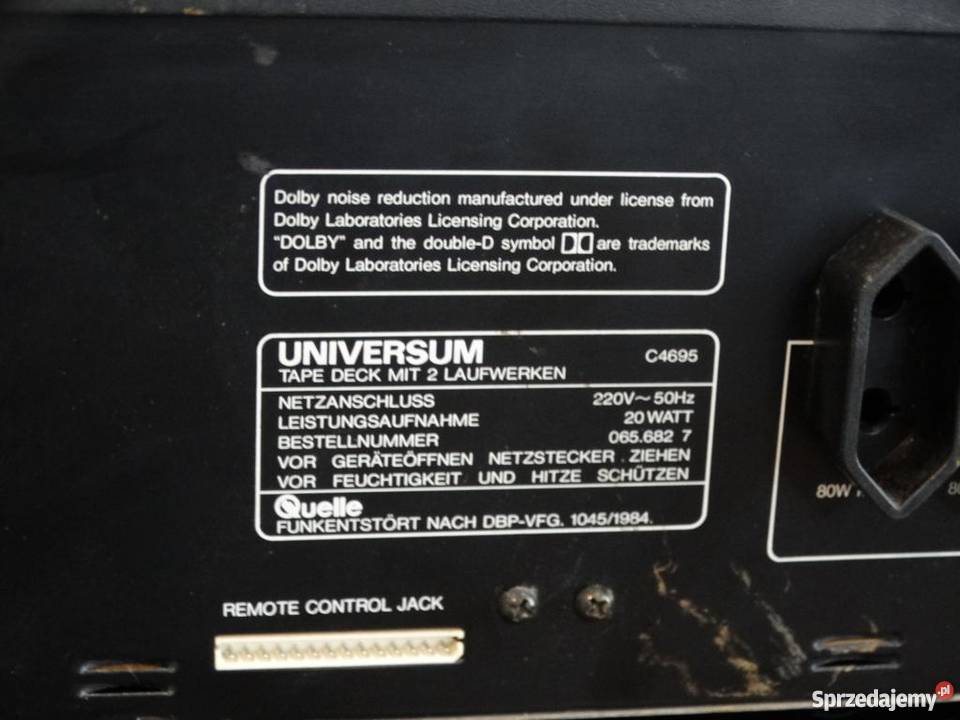 Dolby noise reduction manufactured under license from
Dolby Laboratories Licensing Corporation.
"DOLBY" and the double-D symbol are trademarks
of Dolby Laboratories Licensing Corporation.
UNIVERSUM C4695
TAPE DECK MIT 2 LAUFWERKEN
NETZANSCHLUSS 220V~50Hz
LEISTUNGSAUFNAHME 20 WATT
BESTELLNUMMER 065.682 7
VOR GERÄTEÖFFNEN NETZSTECKER ZIEHEN
VOR FEUCHTIGKEIT UND HITZE SCHÜTZEN
Quelle
FUNKENTSTÖRT NACH DBP-VFG. 1045/1984.
80W
REMOTE CONTROL JACK
Sprzedajemy.pl